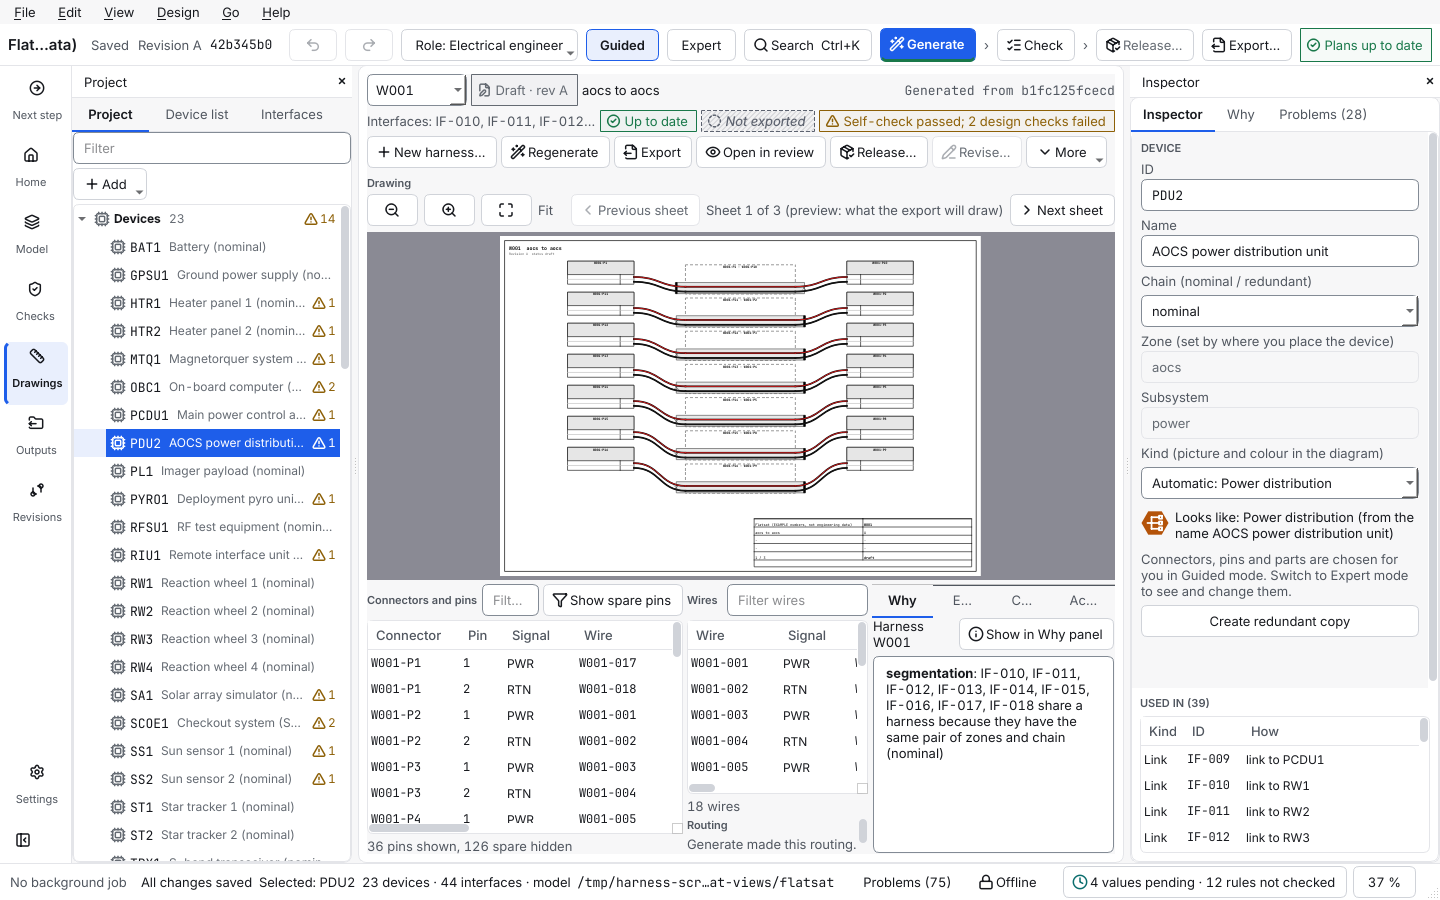 File Edit View Design Go Help
Flat...ata) Saved Revision A 42b345b0 Role: Electrical engineer Guided Expert Search Ctrl+K Generate › Check › Release... Export... Plans up to date
Next step
Home
Model
Checks
Drawings
Outputs
Revisions
Settings
Project ×
Project Device list Interfaces
Filter
+ Add
Devices 23 14
BAT1 Battery (nominal)
GPSU1 Ground power supply (no...
HTR1 Heater panel 1 (nomin... 1
HTR2 Heater panel 2 (nomin... 1
MTQ1 Magnetorquer system ... 1
OBC1 On-board computer (... 2
PCDU1 Main power control a... 1
PDU2 AOCS power distributi... 1
PL1 Imager payload (nominal)
PYRO1 Deployment pyro uni... 1
RFSU1 RF test equipment (nomin...
RIU1 Remote interface unit ... 1
RW1 Reaction wheel 1 (nominal)
RW2 Reaction wheel 2 (nominal)
RW3 Reaction wheel 3 (nominal)
RW4 Reaction wheel 4 (nominal)
SA1 Solar array simulator (n... 1
SCOE1 Checkout system (S... 2
SS1 Sun sensor 1 (nominal) 1
SS2 Sun sensor 2 (nominal) 1
ST1 Star tracker 1 (nominal)
ST2 Star tracker 2 (nominal)
W001 Draft · rev A aocs to aocs Generated from b1fc125fcecd
Interfaces: IF-010, IF-011, IF-012... Up to date Not exported Self-check passed; 2 design checks failed
+ New harness... Regenerate Export Open in review Release... Revise... More
Drawing
Fit Previous sheet Sheet 1 of 3 (preview: what the export will draw) Next sheet
W001 aocs to aocs
Connectors and pins Filt... Show spare pins
Connector Pin Signal Wire
W001-P1 1 PWR W001-017
W001-P1 2 RTN W001-018
W001-P2 1 PWR W001-001
W001-P2 2 RTN W001-002
W001-P3 1 PWR W001-003
W001-P3 2 RTN W001-004
W001-P4 1 PWR W001-005
36 pins shown, 126 spare hidden
Wires Filter wires
Wire Signal
W001-001 PWR
W001-002 RTN
W001-003 PWR
W001-004 RTN
W001-005 PWR
18 wires
Routing
Generate made this routing.
Why E... C... Ac...
Harness W001 Show in Why panel
segmentation: IF-010, IF-011,
IF-012, IF-013, IF-014, IF-015,
IF-016, IF-017, IF-018 share a
harness because they have the
same pair of zones and chain
(nominal)
Inspector ×
Inspector Why Problems (28)
DEVICE
ID
PDU2
Name
AOCS power distribution unit
Chain (nominal / redundant)
nominal
Zone (set by where you place the device)
aocs
Subsystem
power
Kind (picture and colour in the diagram)
Automatic: Power distribution
Looks like: Power distribution (from the
name AOCS power distribution unit)
Connectors, pins and parts are chosen for
you in Guided mode. Switch to Expert mode
to see and change them.
Create redundant copy
USED IN (39)
Kind ID How
Link IF-009 link to PCDU1
Link IF-010 link to RW1
Link IF-011 link to RW2
Link IF-012 link to RW3
No background job All changes saved Selected: PDU2 23 devices · 44 interfaces · model /tmp/harness-scr…at-views/flatsat Problems (75) Offline 4 values pending · 12 rules not checked 37 %